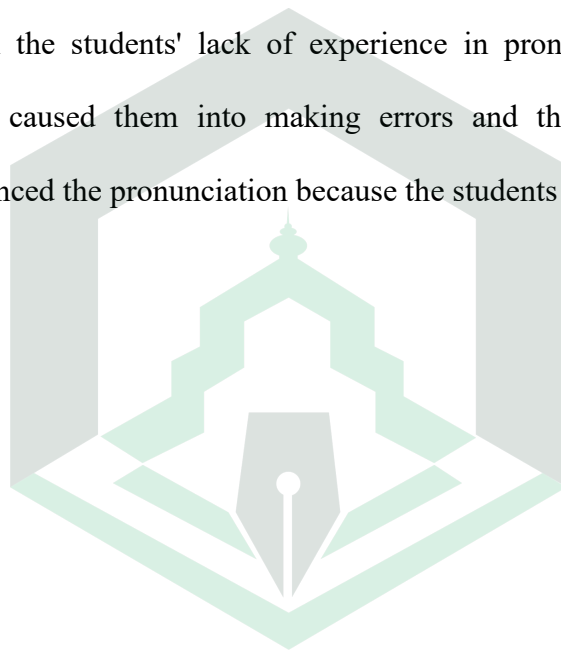 the students' lack of experience in pron
caused them into making errors and th
nced the pronunciation because the students